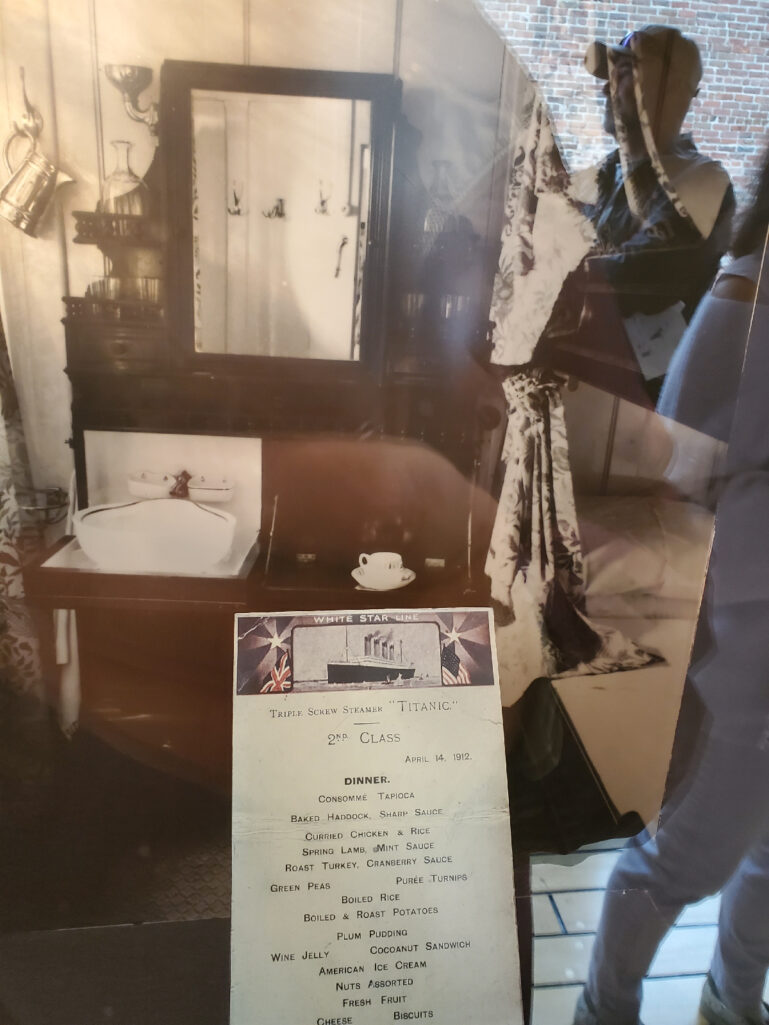 WHITE STAR LINE
TRIPLE SCREW STEAMER "TITANIC."
2ND. CLASS
APRIL 14, 1912.
DINNER.
CONSOMMÉ TAPIOCA
BAKED HADDOCK, SHARP SAUCE
CURRIED CHICKEN & RICE
SPRING LAMB, MINT SAUCE
ROAST TURKEY, CRANBERRY SAUCE
GREEN PEAS PURÉE TURNIPS
BOILED RICE
BOILED & ROAST POTATOES
PLUM PUDDING
WINE JELLY COCOANUT SANDWICH
AMERICAN ICE CREAM
NUTS ASSORTED
FRESH FRUIT
CHEESE BISCUITS